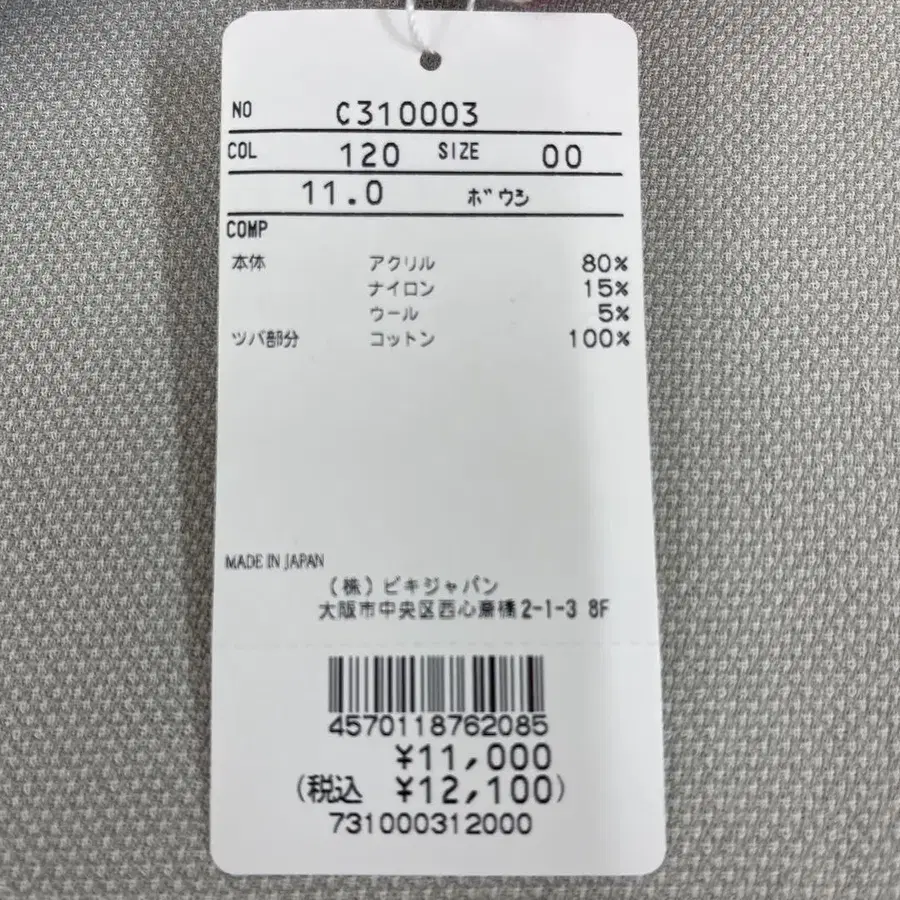 NO C310003
COL 120 SIZE 00
11.0 ボウシ
COMP
本体 アクリル 80%
ナイロン 15%
ウール 5%
ツバ部分 コットン 100%
MADE IN JAPAN
(株)ビキジャパン
大阪市中央区西心斎橋2-1-3 8F
4570118762085
¥11,000
(税込 ¥12,100)
731000312000